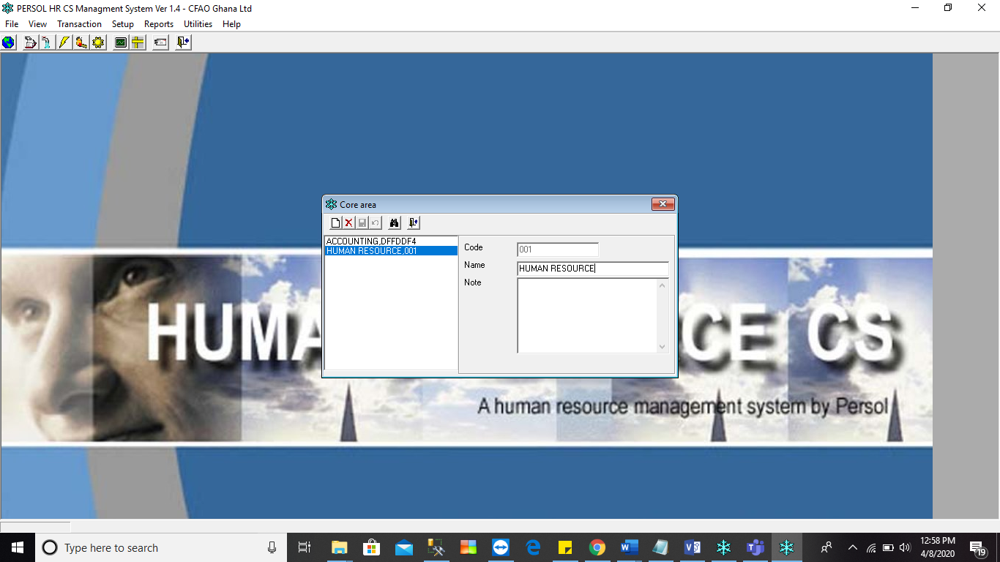 PERSOL HR CS Managment System Ver 1.4 - CFAO Ghana Ltd
File View Transaction Setup Reports Utilities Help
Core area
ACCOUNTING,DFFDDF4
HUMAN RESOURCE,001
Code 001
Name HUMAN RESOURCE
Note
HUMA CE CS
A human resource management system by Persol
Type here to search
12:58 PM
4/8/2020
19